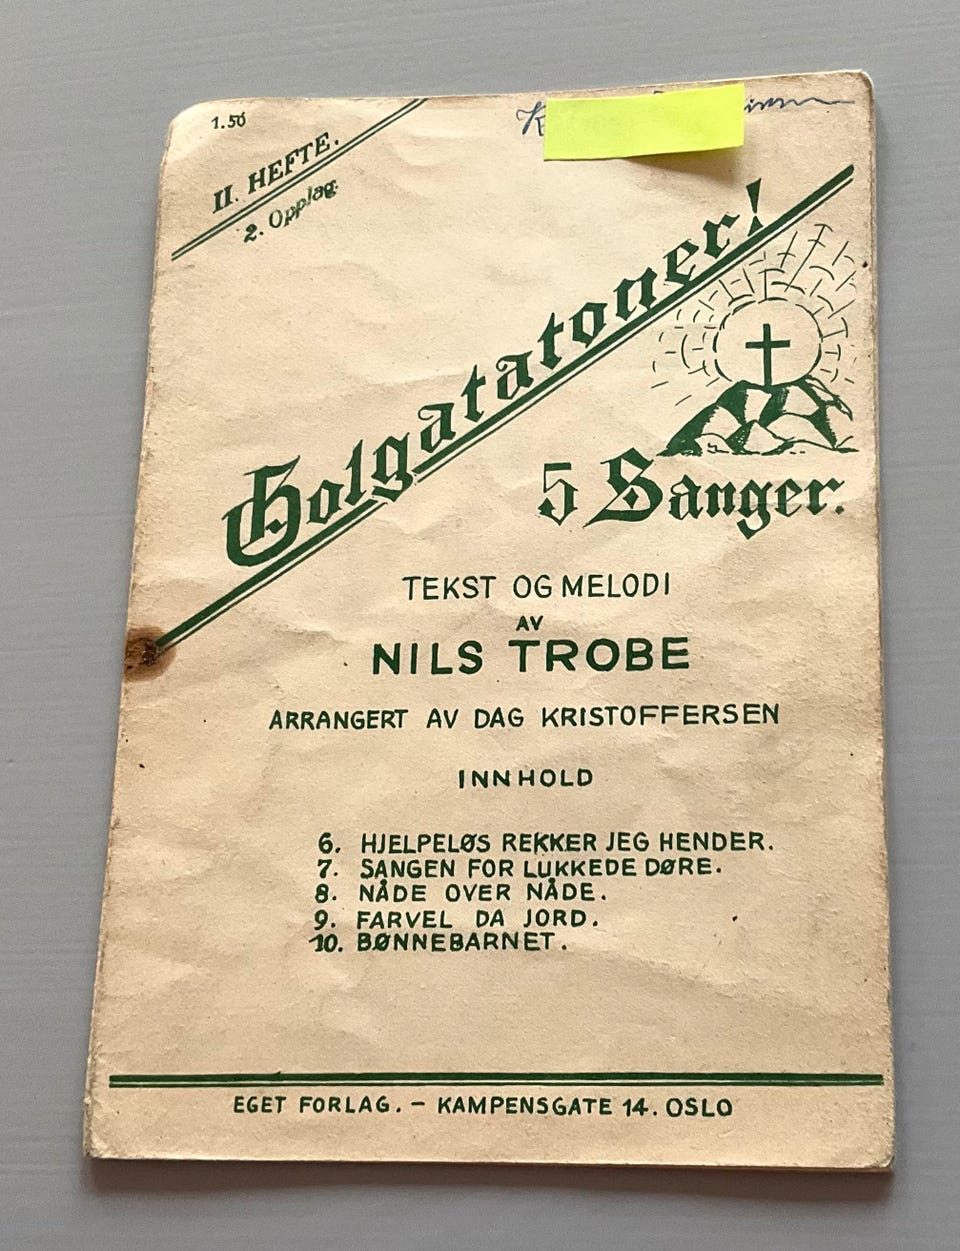 1.50
II. HEFTE.
2. Opplag.
Golgatatoner!
5 Sanger.
TEKST OG MELODI
AV
NILS TROBE
ARRANGERT AV DAG KRISTOFFERSEN
INNHOLD
6. HJELPELØS REKKER JEG HENDER.
7. SANGEN FOR LUKKEDE DØRE.
8. NÅDE OVER NÅDE.
9. FARVEL DA JORD.
10. BØNNEBARNET.
EGET FORLAG. - KAMPENSGATE 14. OSLO